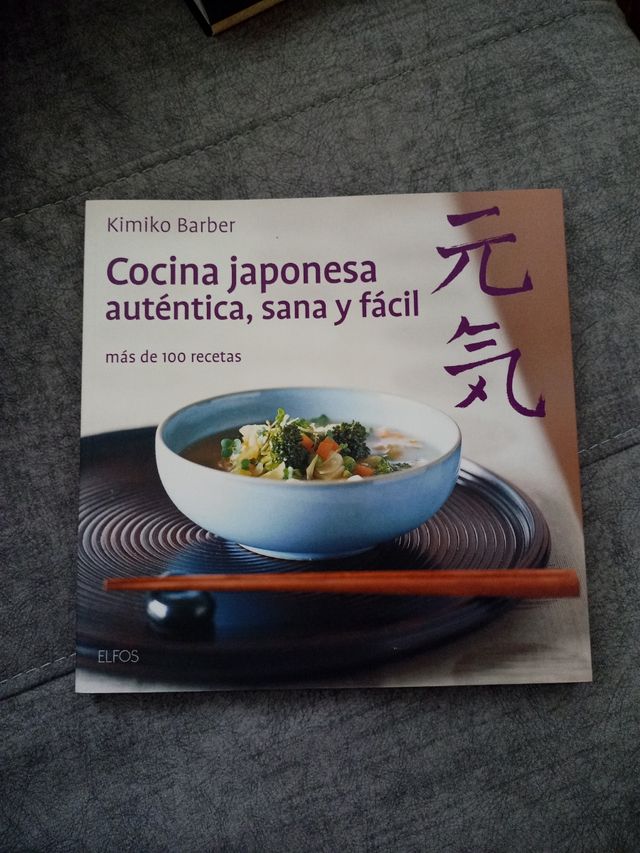 Kimiko Barber
Cocina japonesa
auténtica, sana y fácil
más de 100 recetas
元
気
ELFOS